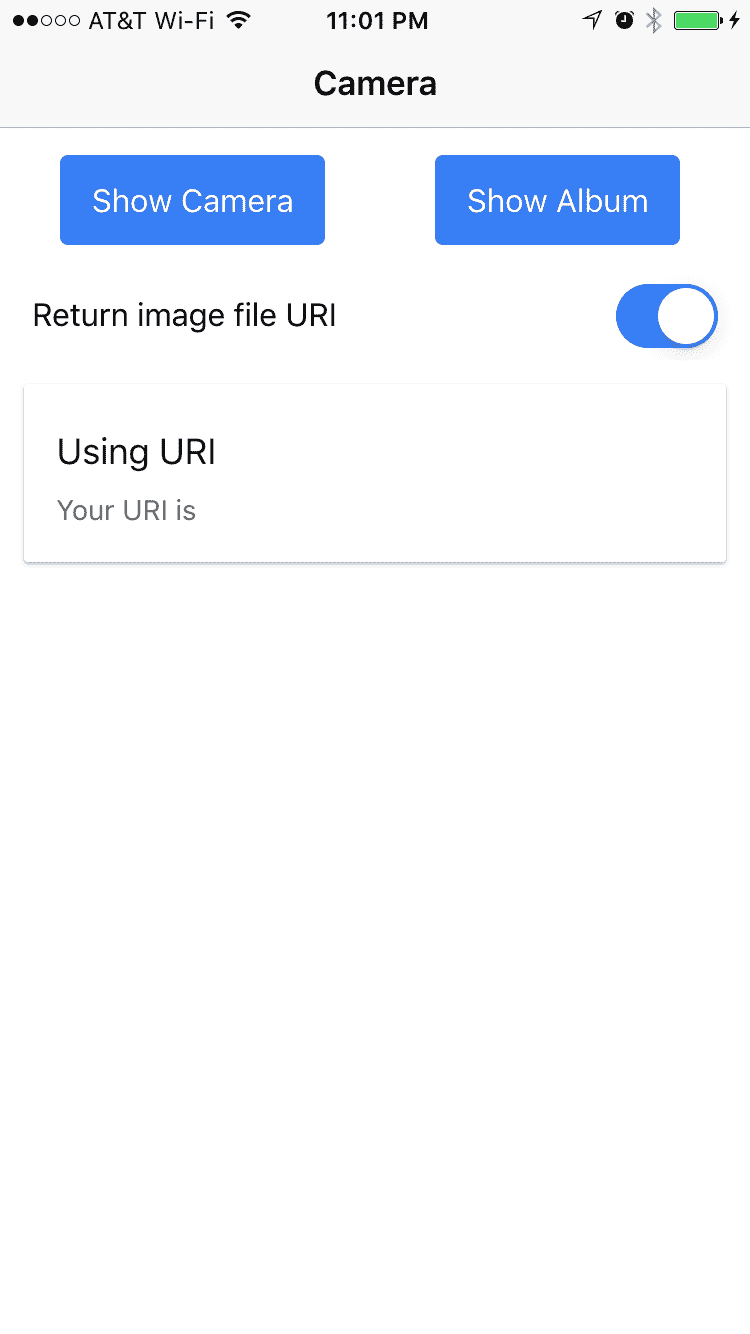 AT&T Wi-Fi 11:01 PM
Camera
Show Camera Show Album
Return image file URI
Using URI
Your URI is